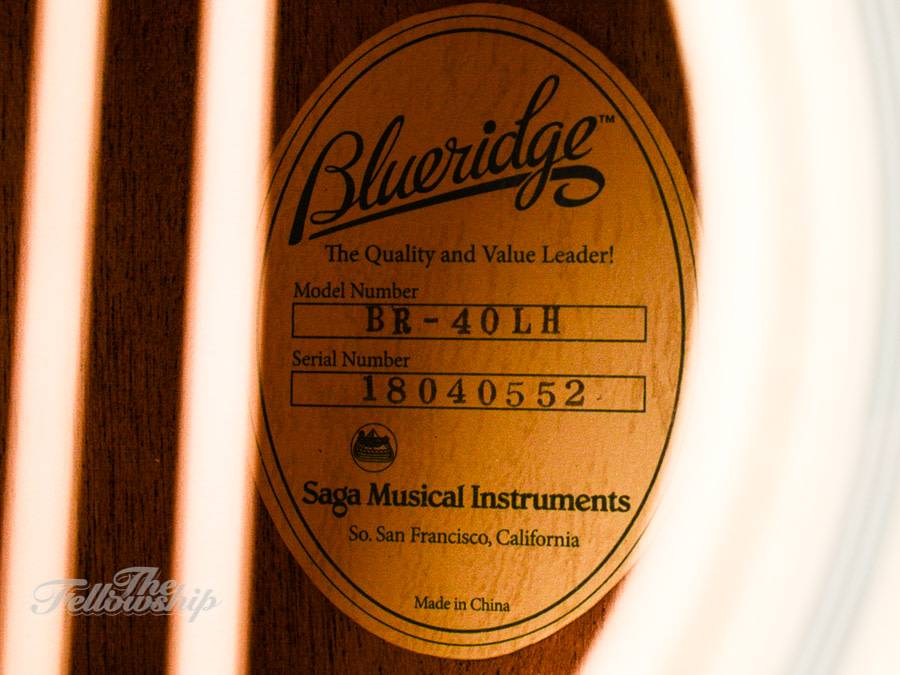 Blueridge™
The Quality and Value Leader!
Model Number
BR-40LH
Serial Number
18040552
Saga Musical Instruments
So. San Francisco, California
Made in China
The
Fellowship